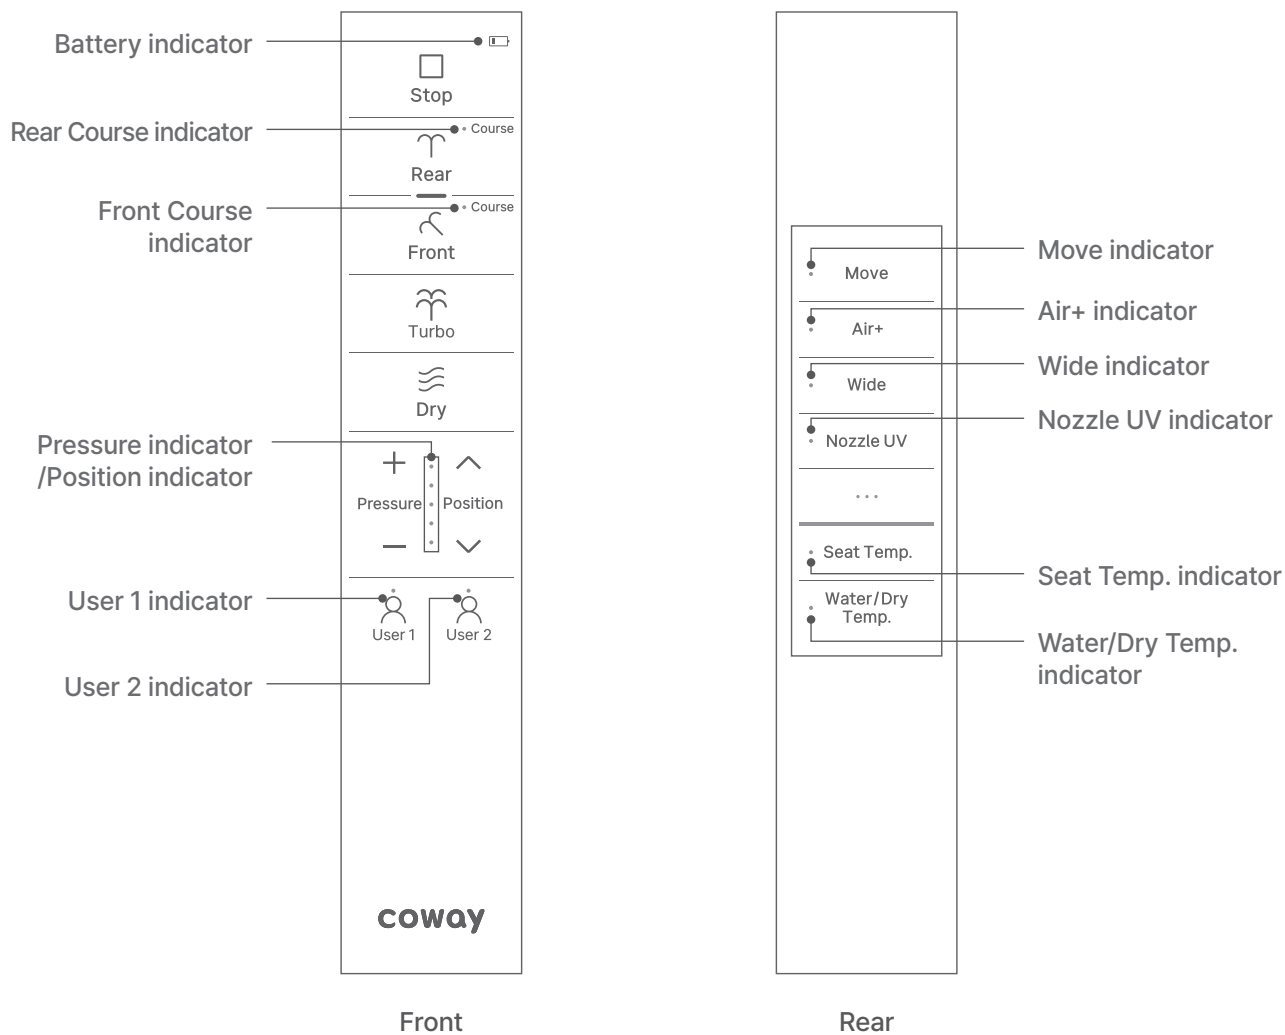 Battery indicator
Stop
Rear Course indicator
Course
Rear
Front Course
indicator
Course
Front
Turbo
Dry
Pressure indicator
/Position indicator
Pressure
Position
User 1 indicator
User 1
User 2
User 2 indicator
coway
Front
Move indicator
Move
Air+ indicator
Air+
Wide indicator
Wide
Nozzle UV indicator
Nozzle UV
...
Seat Temp.
Seat Temp. indicator
Water/Dry
Temp.
Water/Dry Temp.
indicator
Rear